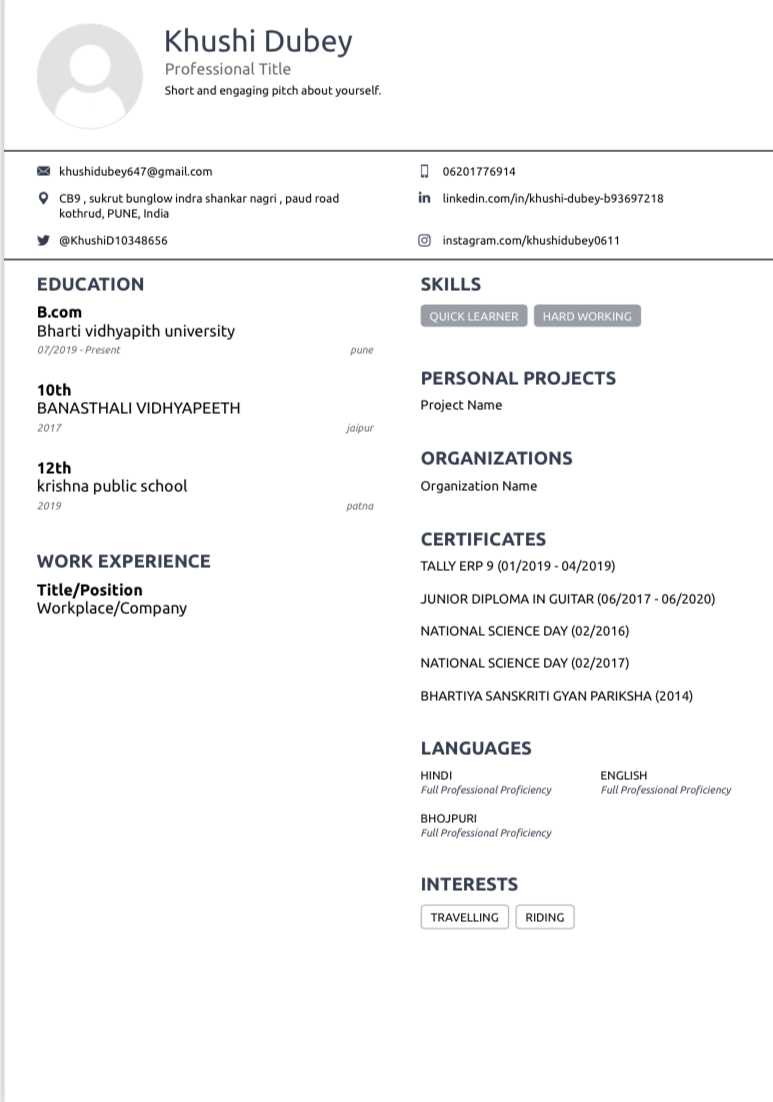 Khushi Dubey
Professional Title
Short and engaging pitch about yourself.
khushidubey647@gmail.com
06201776914
CB9 , sukrut bunglow indra shankar nagri , paud road
kothrud, PUNE, India
linkedin.com/in/khushi-dubey-b93697218
@KhushiD10348656
instagram.com/khushidubey0611
EDUCATION
B.com
Bharti vidhyapith university
07/2019 - Present
pune
10th
BANASTHALI VIDHYAPEETH
2017
jaipur
12th
krishna public school
2019
patna
WORK EXPERIENCE
Title/Position
Workplace/Company
SKILLS
QUICK LEARNER
HARD WORKING
PERSONAL PROJECTS
Project Name
ORGANIZATIONS
Organization Name
CERTIFICATES
TALLY ERP 9 (01/2019 - 04/2019)
JUNIOR DIPLOMA IN GUITAR (06/2017 - 06/2020)
NATIONAL SCIENCE DAY (02/2016)
NATIONAL SCIENCE DAY (02/2017)
BHARTIYA SANSKRITI GYAN PARIKSHA (2014)
LANGUAGES
HINDI
Full Professional Proficiency
ENGLISH
Full Professional Proficiency
BHOJPURI
Full Professional Proficiency
INTERESTS
TRAVELLING
RIDING